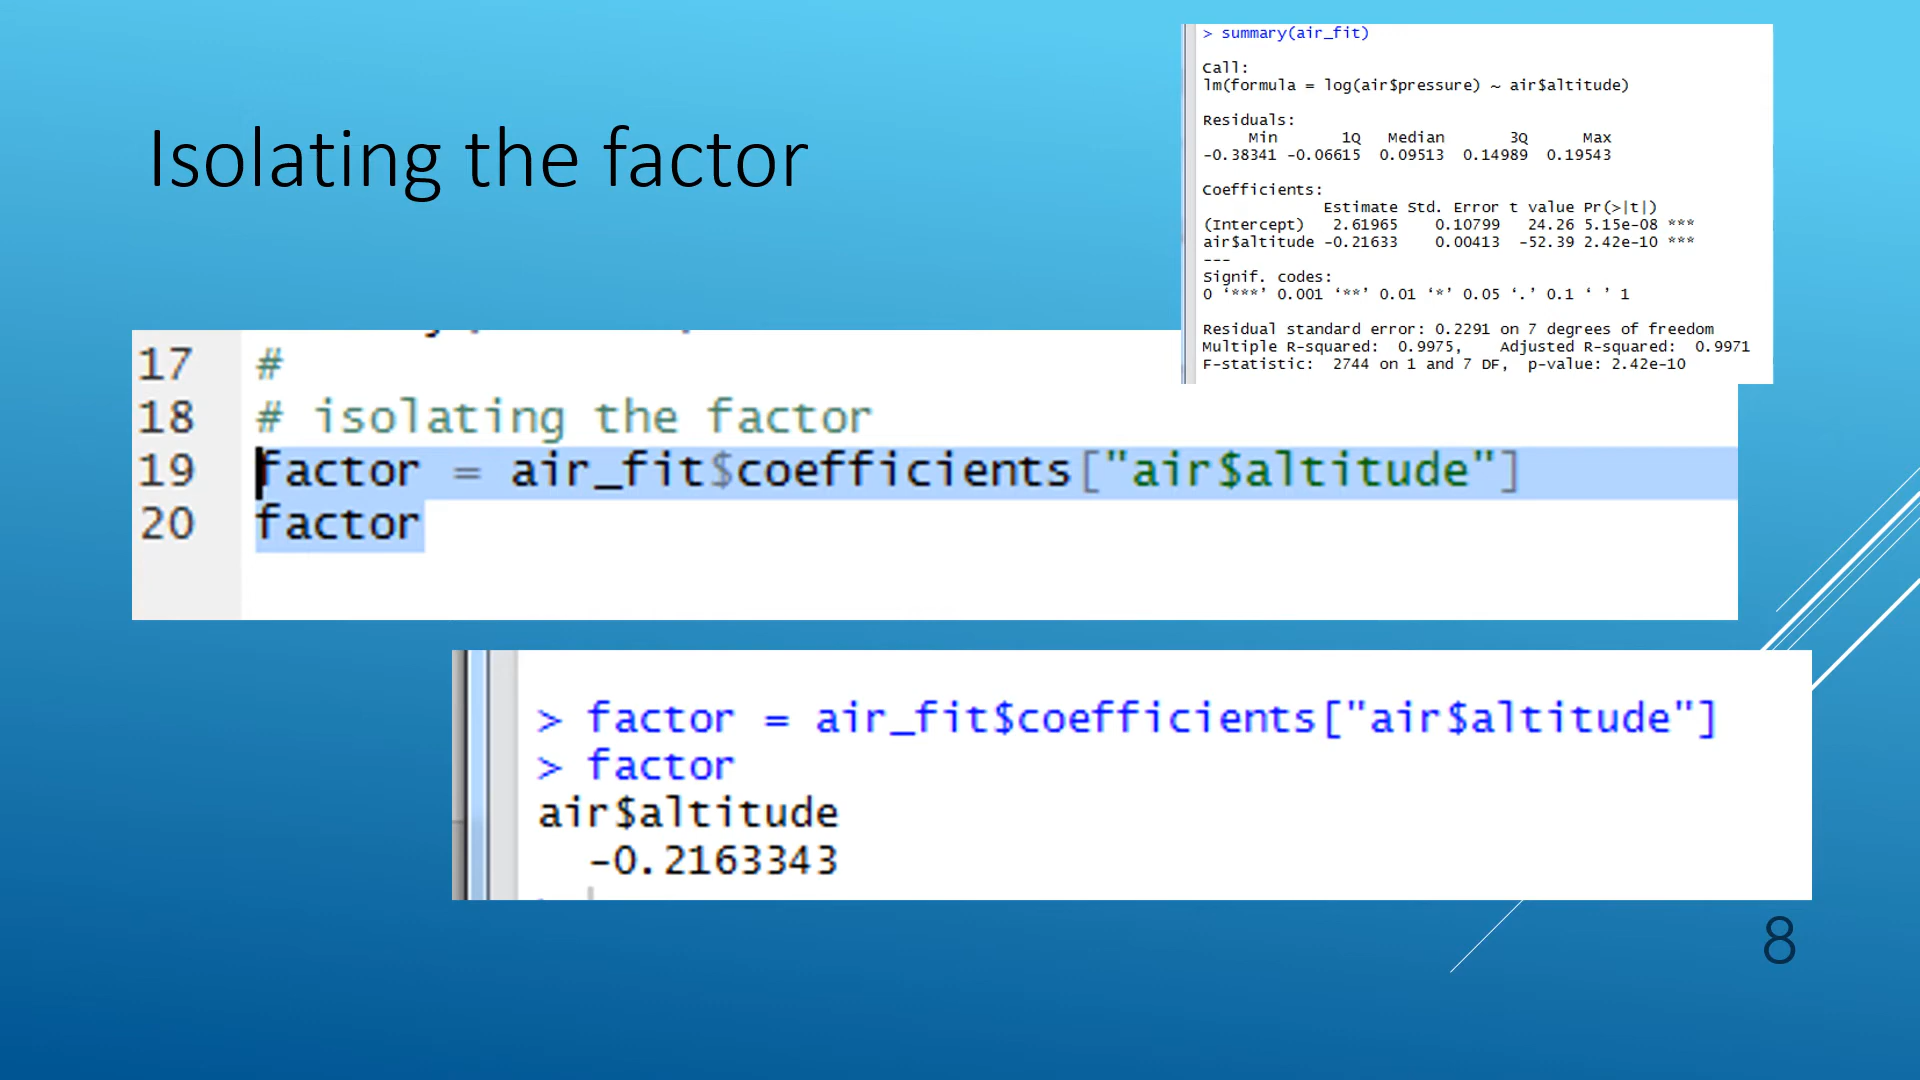 Isolating the factor
> summary(air_fit)
Call:
lm(formula = log(air$pressure) ~ air$altitude)
Residuals:
Min 1Q Median 3Q Max
-0.38341 -0.06615 0.09513 0.14989 0.19543
Coefficients:
Estimate Std. Error t value Pr(>|t|)
(Intercept) 2.61965 0.10799 24.26 5.15e-08 ***
air$altitude -0.21633 0.00413 -52.39 2.42e-10 ***
---
Signif. codes:
0 ‘***’ 0.001 ‘**’ 0.01 ‘*’ 0.05 ‘.’ 0.1 ‘ ’ 1
Residual standard error: 0.2291 on 7 degrees of freedom
Multiple R-squared: 0.9975, Adjusted R-squared: 0.9971
F-statistic: 2744 on 1 and 7 DF, p-value: 2.42e-10
17 #
18 # isolating the factor
19 factor = air_fit$coefficients["air$altitude"]
20 factor
> factor = air_fit$coefficients["air$altitude"]
> factor
air$altitude
-0.2163343
8